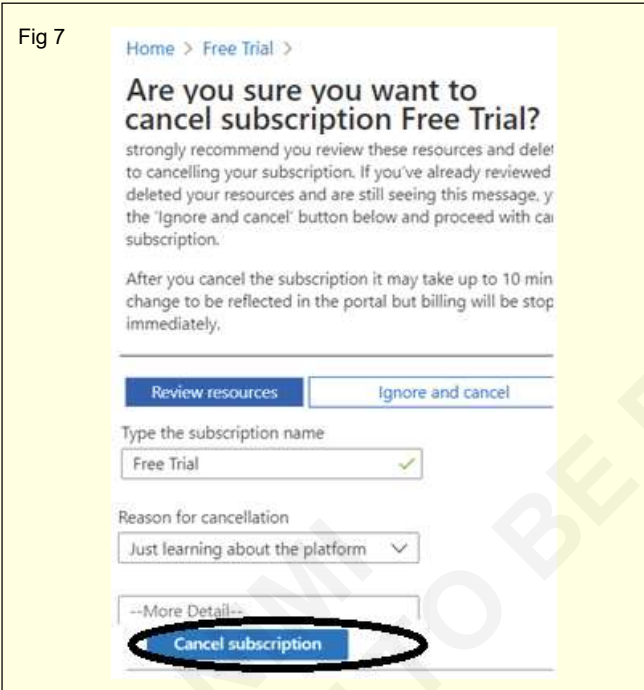 Fig 7
Home > Free Trial >
Are you sure you want to
cancel subscription Free Trial?
strongly recommend you review these resources and delet
to cancelling your subscription. If you've already reviewed
deleted your resources and are still seeing this message, y
the 'Ignore and cancel' button below and proceed with can
subscription.
After you cancel the subscription it may take up to 10 min
change to be reflected in the portal but billing will be stop
immediately.
Review resources
Ignore and cancel
Type the subscription name
Free Trial
Reason for cancellation
Just learning about the platform
--More Detail--
Cancel subscription